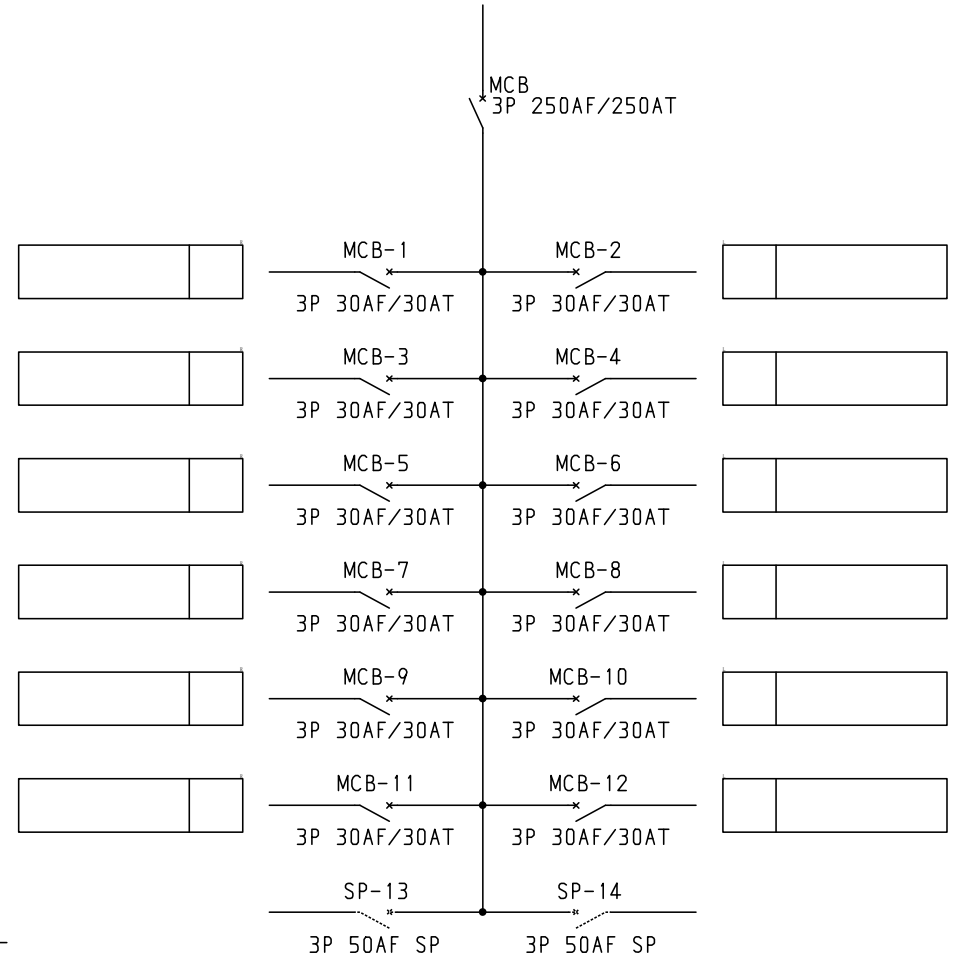 MCB
3P 250AF/250AT
MCB-1 MCB-2
3P 30AF/30AT 3P 30AF/30AT
MCB-3 MCB-4
3P 30AF/30AT 3P 30AF/30AT
MCB-5 MCB-6
3P 30AF/30AT 3P 30AF/30AT
MCB-7 MCB-8
3P 30AF/30AT 3P 30AF/30AT
MCB-9 MCB-10
3P 30AF/30AT 3P 30AF/30AT
MCB-11 MCB-12
3P 30AF/30AT 3P 30AF/30AT
SP-13 SP-14
3P 50AF SP 3P 50AF SP